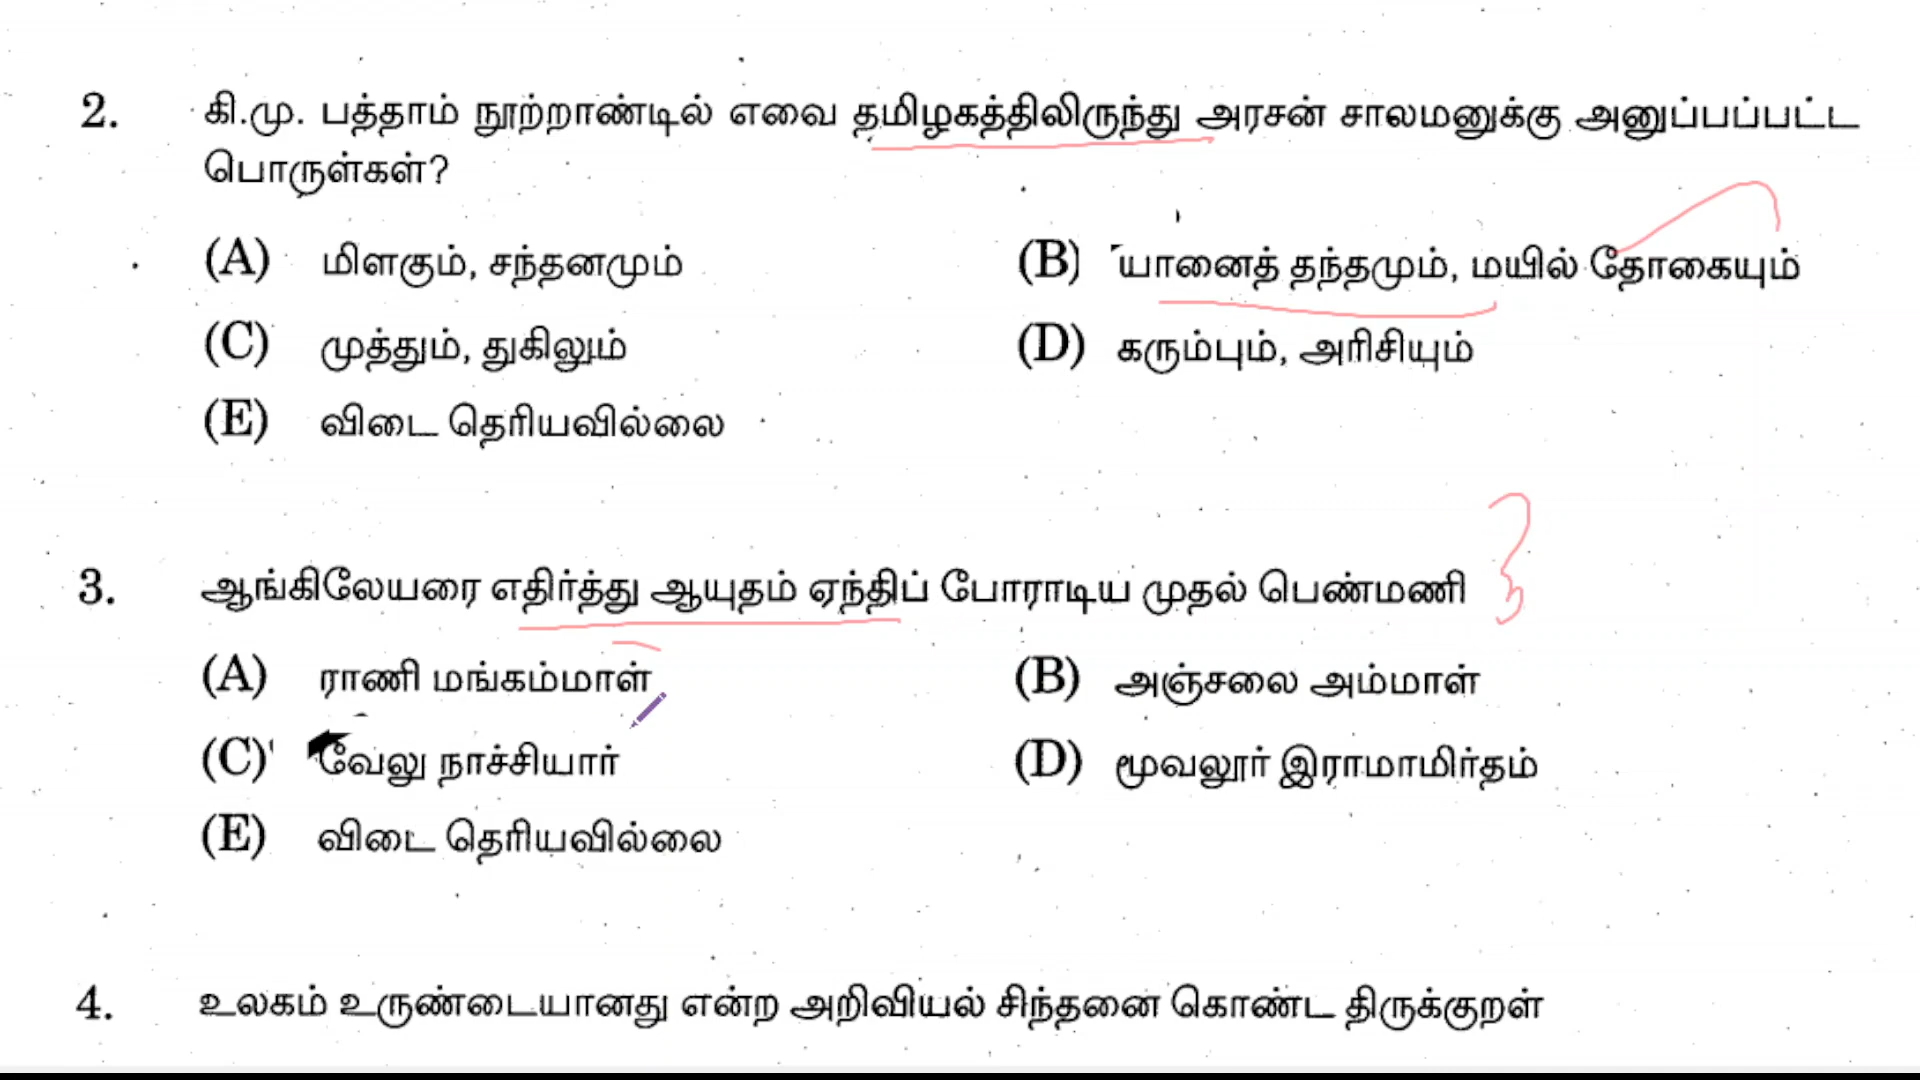 2. கி.மு. பத்தாம் நூற்றாண்டில் எவை தமிழகத்திலிருந்து அரசன் சாலமனுக்கு அனுப்பப்பட்ட
பொருள்கள்?
(A) மிளகும், சந்தனமும் (B) யானைத் தந்தமும், மயில் தோகையும்
(C) முத்தும், துகிலும் (D) கரும்பும், அரிசியும்
(E) விடை தெரியவில்லை
3. ஆங்கிலேயரை எதிர்த்து ஆயுதம் ஏந்திப் போராடிய முதல் பெண்மணி
(A) ராணி மங்கம்மாள் (B) அஞ்சலை அம்மாள்
(C) வேலு நாச்சியார் (D) மூவலூர் இராமாமிர்தம்
(E) விடை தெரியவில்லை
4. உலகம் உருண்டையானது என்ற அறிவியல் சிந்தனை கொண்ட திருக்குறள்